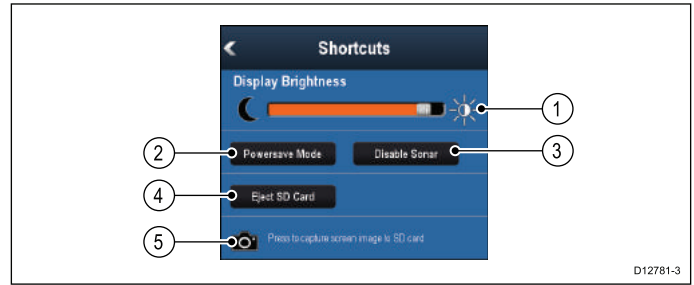 Shortcuts
Display Brightness
1
2 Powersave Mode Disable Sonar 3
4 Eject SD Card
5 Press to capture screen image to SD card
D12781-3